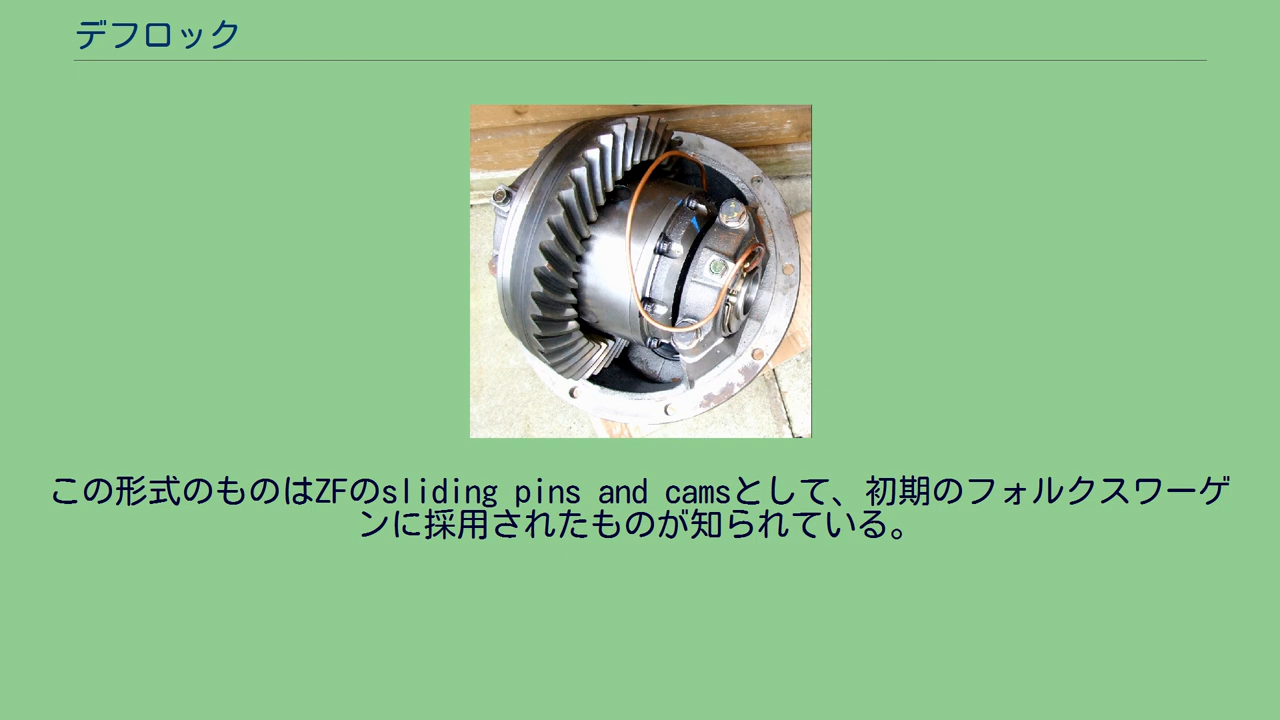 デフロック
この形式のものはZFのsliding pins and camsとして、初期のフォルクスワーゲ
ンに採用されたものが知られている。